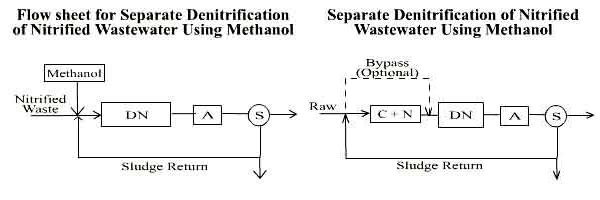 Flow sheet for Separate Denitrification
of Nitrified Wastewater Using Methanol
Methanol
Nitrified
Waste
DN
A
S
Sludge Return
Separate Denitrification of Nitrified
Wastewater Using Methanol
Bypass
(Optional)
Raw
C + N
DN
A
S
Sludge Return